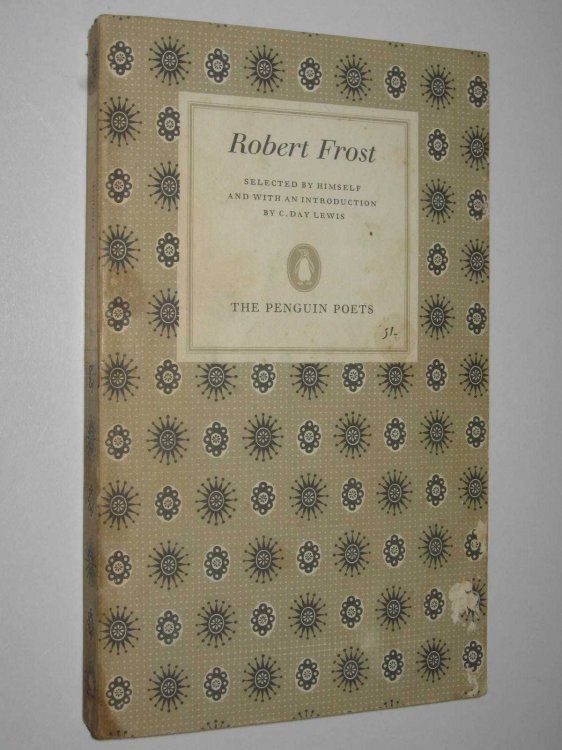 Robert Frost
SELECTED BY HIMSELF
AND WITH AN INTRODUCTION
BY C. DAY LEWIS
THE PENGUIN POETS
5/-